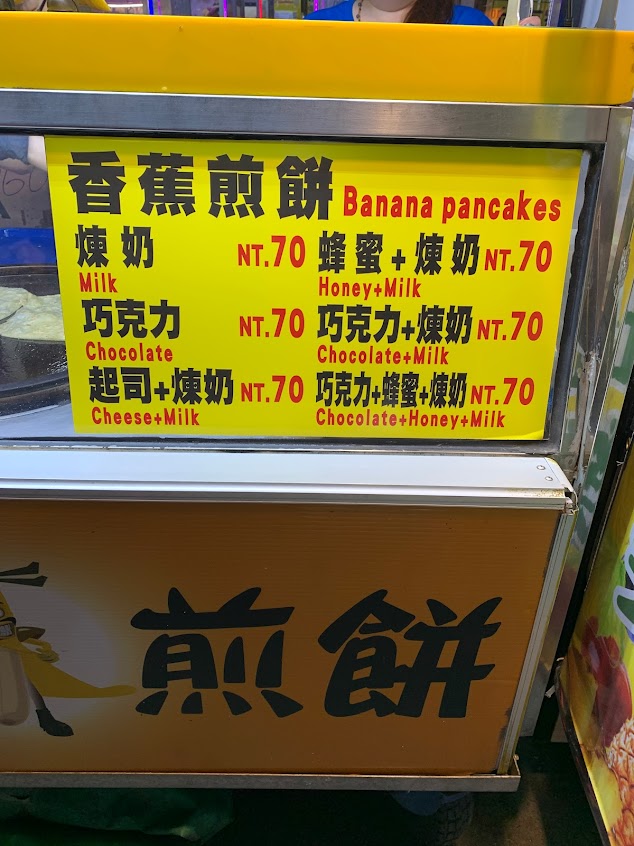 香蕉煎餅 Banana pancakes
煉奶 NT.70 蜂蜜+煉奶 NT.70
Milk Honey+Milk
巧克力 NT.70 巧克力+煉奶 NT.70
Chocolate Chocolate+Milk
起司+煉奶 NT.70 巧克力+蜂蜜+煉奶 NT.70
Cheese+Milk Chocolate+Honey+Milk
煎餅